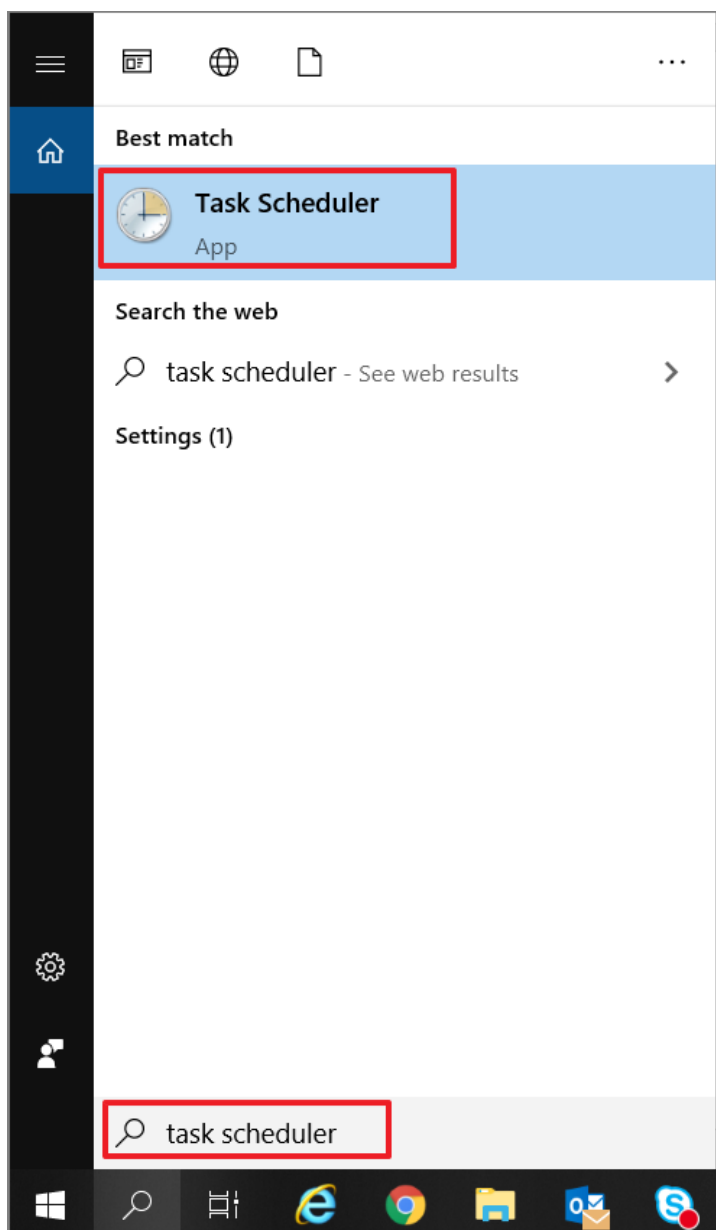 Best match
Task Scheduler
App
Search the web
task scheduler - See web results
Settings (1)
task scheduler